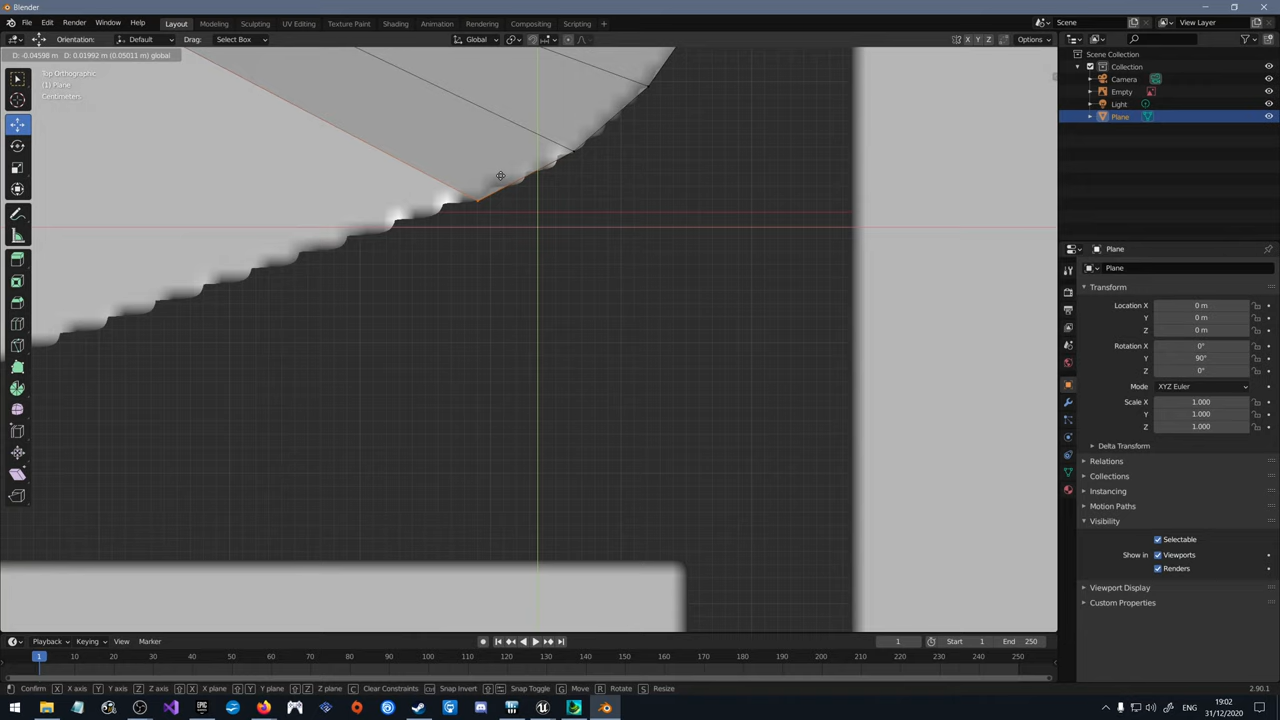 Blender
File Edit Render Window Help
Layout Modeling Sculpting UV Editing Texture Paint Shading Animation Rendering Compositing Scripting +
Scene
View Layer
Orientation: Default Drag: Select Box
Global
X Y Z
Options
D: -0.04598 m D: 0.01992 m (0.05011 m) global
Top Orthographic
(1) Plane
Centimeters
Scene Collection
Collection
Camera
Empty
Light
Plane
Plane
Plane
Transform
Location X 0 m
Y 0 m
Z 0 m
Rotation X 0°
Y 90°
Z 0°
Mode XYZ Euler
Scale X 1.000
Y 1.000
Z 1.000
Delta Transform
Relations
Collections
Instancing
Motion Paths
Visibility
Selectable
Show in Viewports
Renders
Viewport Display
Custom Properties
Playback Keying View Marker
1 Start 1 End 250
1 10 20 30 40 50 60 70 80 90 100 110 120 130 140 150 160 170 180 190 200 210 220 230 240 250
Confirm X X axis Y Y axis Z Z axis X X plane Y Y plane Z Z plane C Clear Constraints Ctrl Snap Invert Snap Toggle G Move R Rotate S Resize
2.90.1
ENG
19:02
31/12/2020